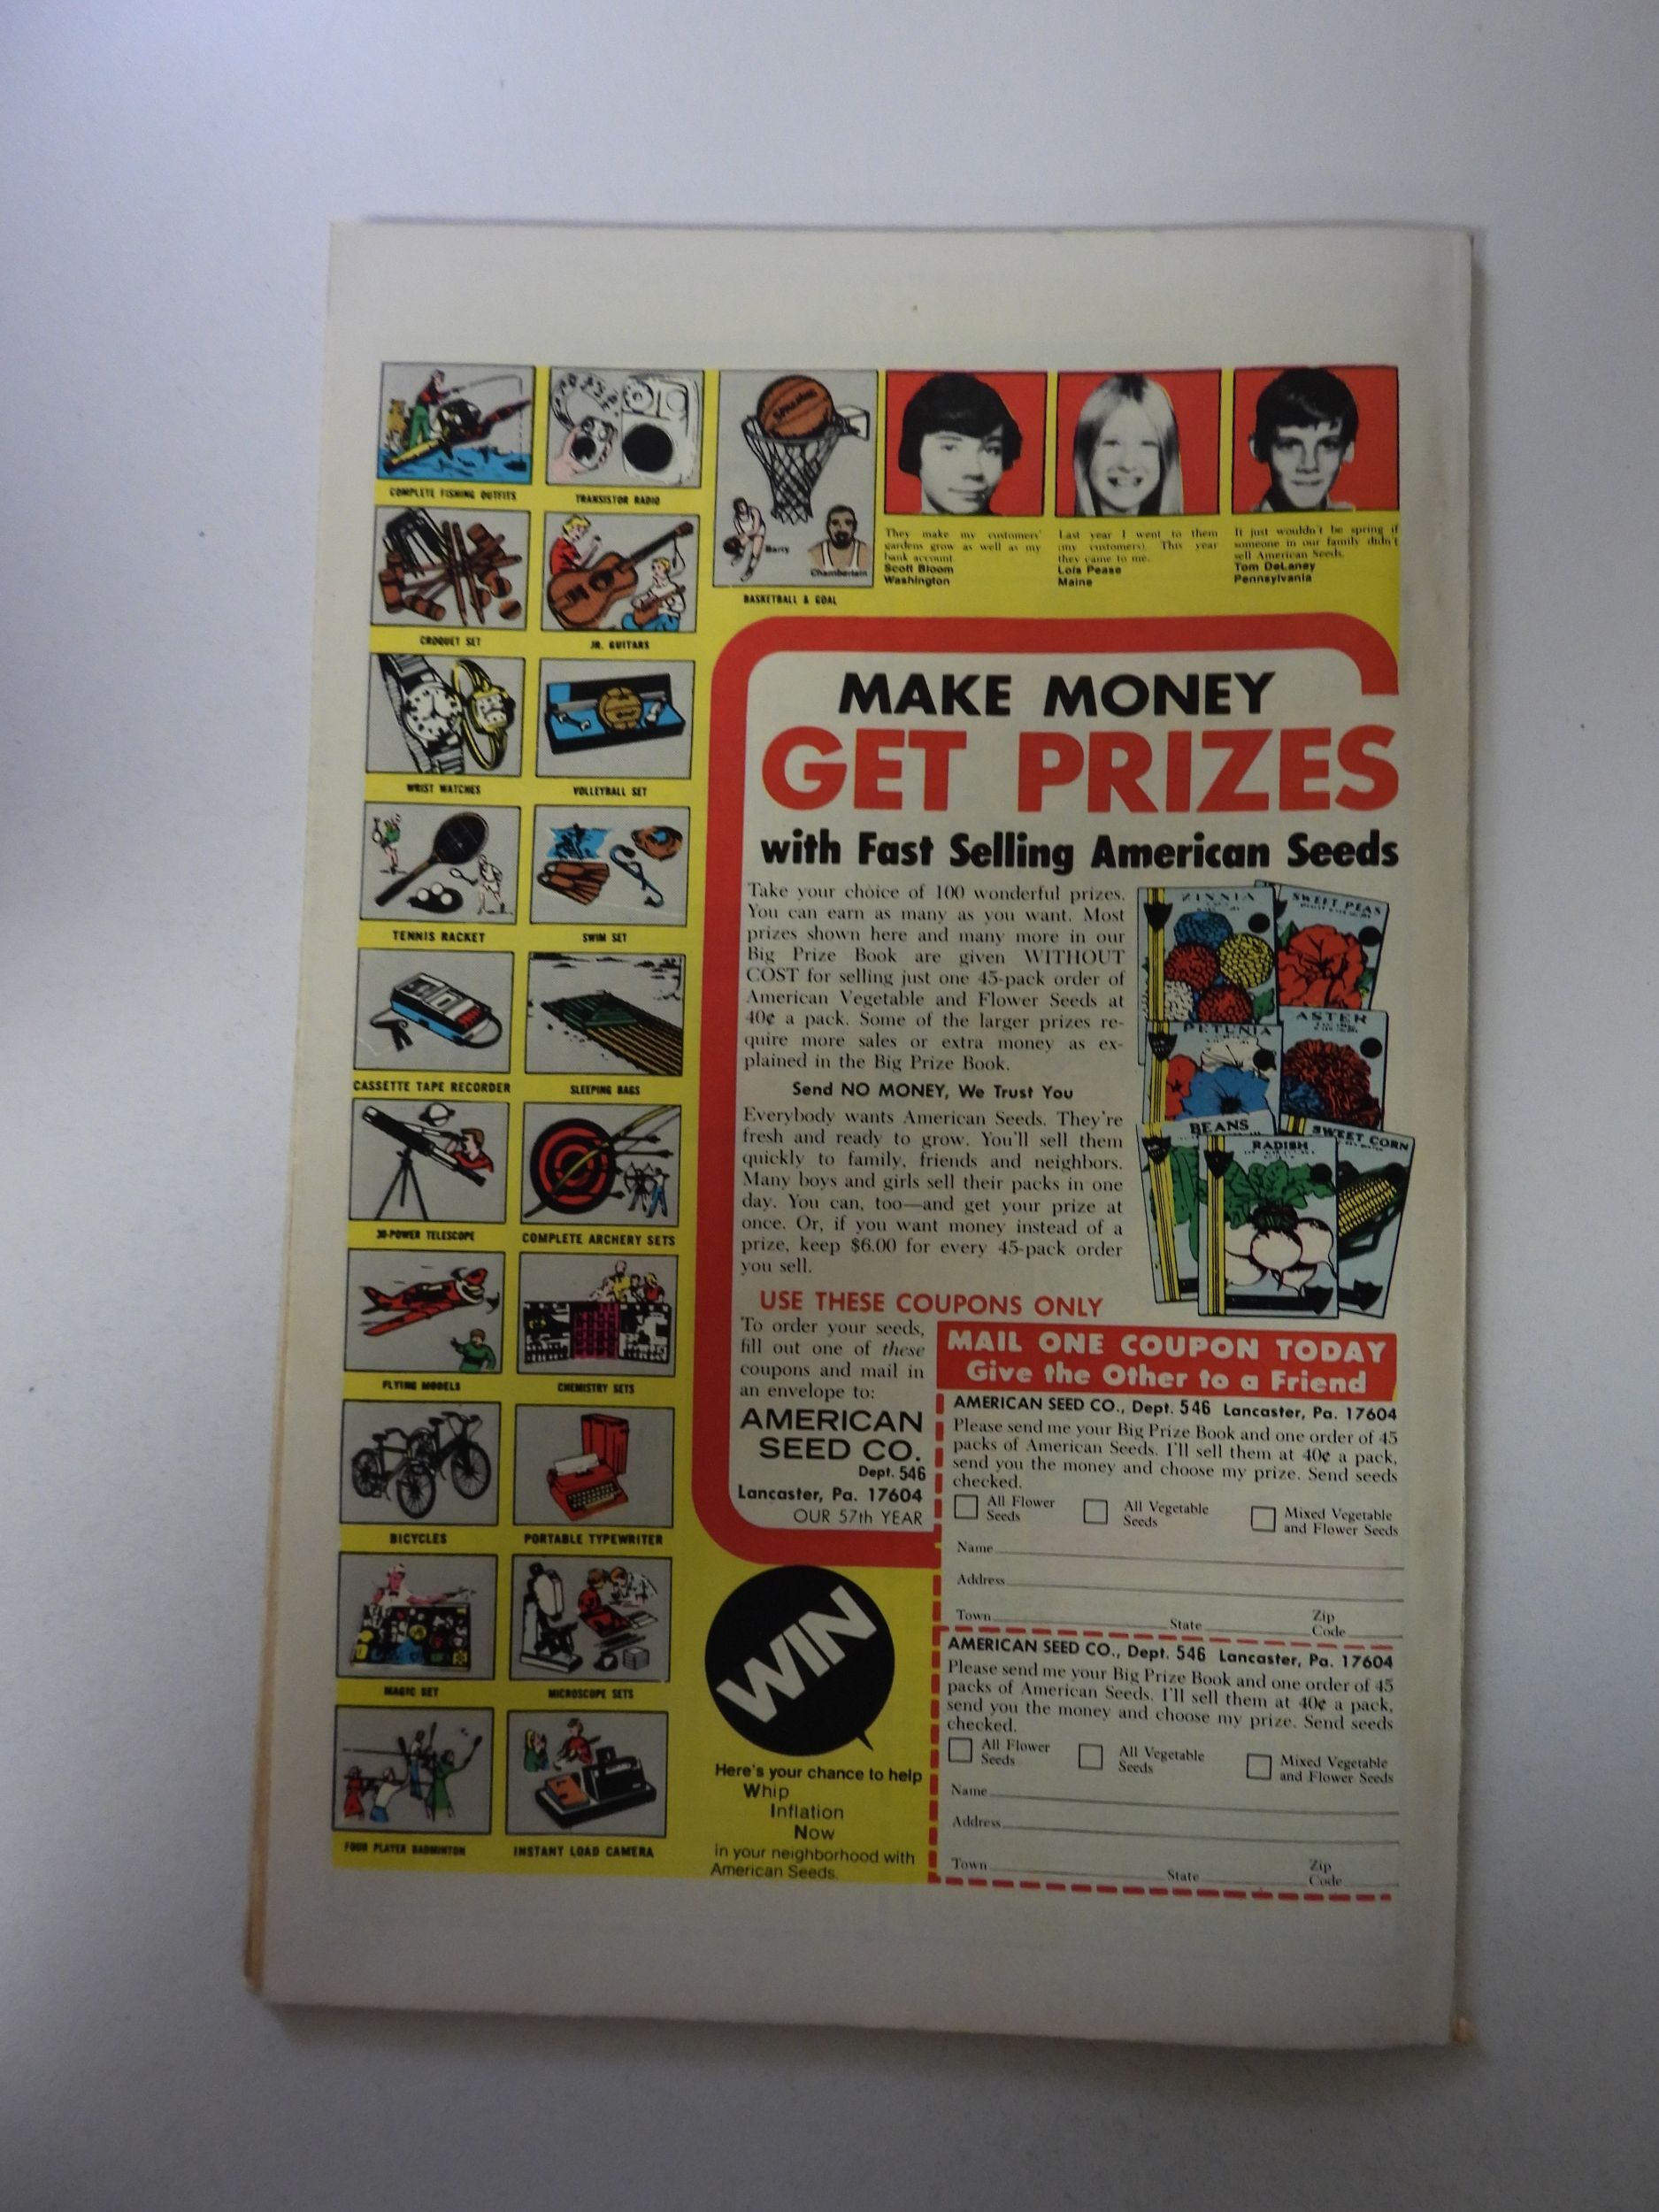 COMPLETE FISHING OUTFITS
TRANSISTOR RADIO
CROQUET SET
JR. GUITARS
WRIST WATCHES
VOLLEYBALL SET
TENNIS RACKET
SWIM SET
CASSETTE TAPE RECORDER
SLEEPING BAGS
30-POWER TELESCOPE
COMPLETE ARCHERY SETS
FLYING MODELS
CHEMISTRY SETS
BICYCLES
PORTABLE TYPEWRITER
MAGIC SET
MICROSCOPE SETS
FOUR PLAYER BADMINTON
INSTANT LOAD CAMERA
SPALDING
Barry
Chamberlain
BASKETBALL & GOAL
They make my customers'
gardens grow as well as my
bank account
Scott Bloom
Washington
Last year I went to them
(my customers). This year
they came to me.
Lois Pease
Maine
It just wouldn't be spring if
someone in our family didn't
sell American Seeds.
Tom DeLaney
Pennsylvania
MAKE MONEY
GET PRIZES
with Fast Selling American Seeds
Take your choice of 100 wonderful prizes.
You can earn as many as you want. Most
prizes shown here and many more in our
Big Prize Book are given WITHOUT
COST for selling just one 45-pack order of
American Vegetable and Flower Seeds at
40¢ a pack. Some of the larger prizes re-
quire more sales or extra money as ex-
plained in the Big Prize Book.
Send NO MONEY, We Trust You
Everybody wants American Seeds. They're
fresh and ready to grow. You'll sell them
quickly to family, friends and neighbors.
Many boys and girls sell their packs in one
day. You can, too—and get your prize at
once. Or, if you want money instead of a
prize, keep $6.00 for every 45-pack order
you sell.
ZINNIA
SWEET PEAS
PETUNIA
ASTER
BEANS
RADISH
SWEET CORN
USE THESE COUPONS ONLY
To order your seeds,
fill out one of these
coupons and mail in
an envelope to:
AMERICAN
SEED CO.
Dept. 546
Lancaster, Pa. 17604
OUR 57th YEAR
MAIL ONE COUPON TODAY
Give the Other to a Friend
AMERICAN SEED CO., Dept. 546 Lancaster, Pa. 17604
Please send me your Big Prize Book and one order of 45
packs of American Seeds. I'll sell them at 40¢ a pack,
send you the money and choose my prize. Send seeds
checked.
All Flower Seeds
All Vegetable Seeds
Mixed Vegetable and Flower Seeds
Name
Address
Town State Zip Code
AMERICAN SEED CO., Dept. 546 Lancaster, Pa. 17604
Please send me your Big Prize Book and one order of 45
packs of American Seeds. I'll sell them at 40¢ a pack,
send you the money and choose my prize. Send seeds
checked.
All Flower Seeds
All Vegetable Seeds
Mixed Vegetable and Flower Seeds
Name
Address
Town State Zip Code
WIN
Here's your chance to help
Whip
Inflation
Now
in your neighborhood with
American Seeds.